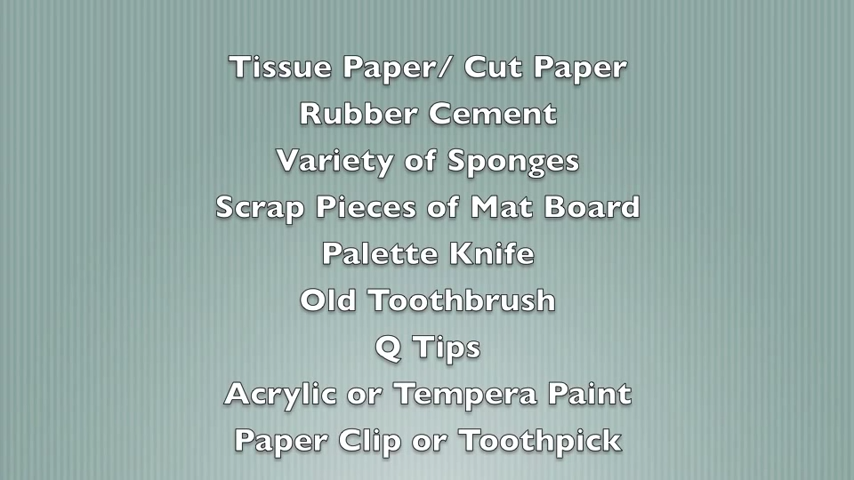 Tissue Paper/ Cut Paper
Rubber Cement
Variety of Sponges
Scrap Pieces of Mat Board
Palette Knife
Old Toothbrush
Q Tips
Acrylic or Tempera Paint
Paper Clip or Toothpick